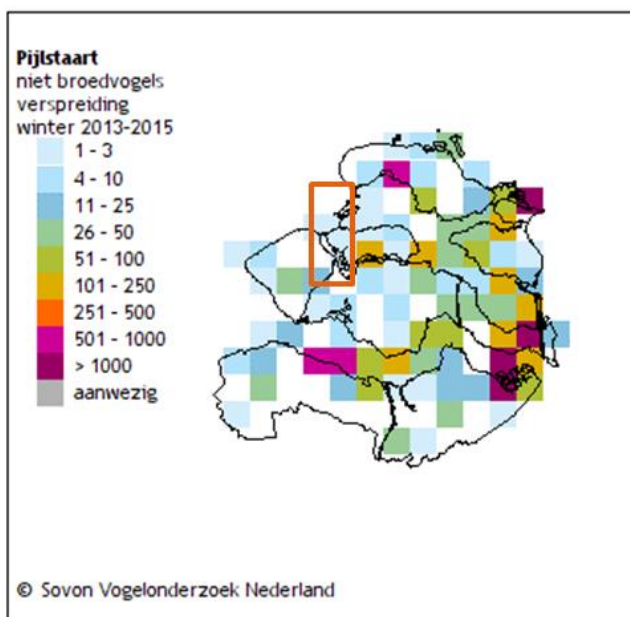 Pijlstaart
niet broedvogels
verspreiding
winter 2013-2015
1 - 3
4 - 10
11 - 25
26 - 50
51 - 100
101 - 250
251 - 500
501 - 1000
> 1000
aanwezig
© Sovon Vogelonderzoek Nederland